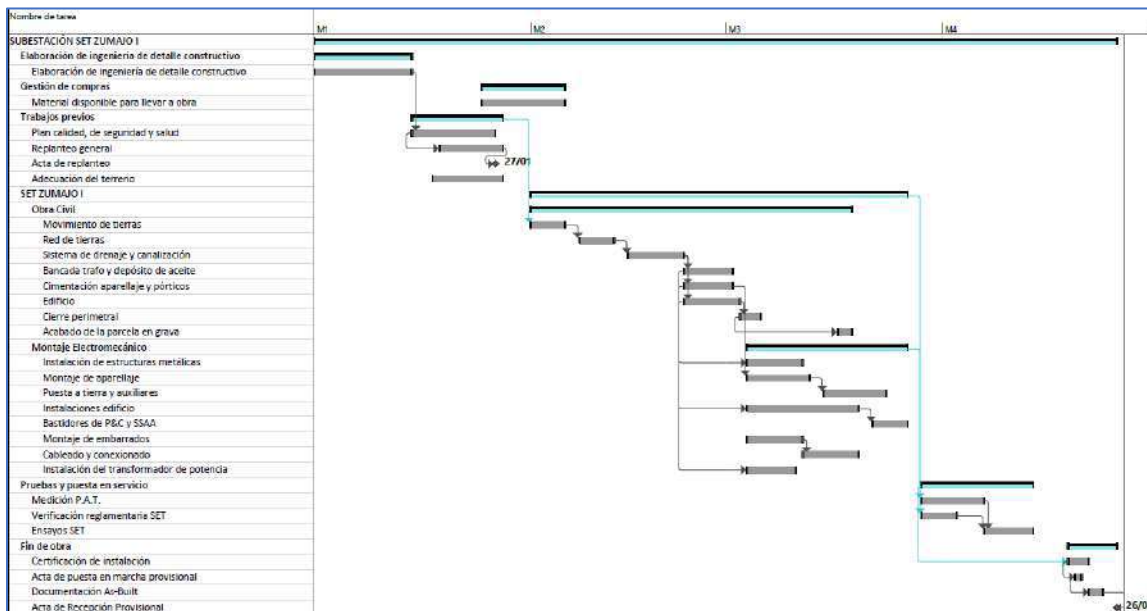 Nombre de tarea
M1 M2 M3 M4
SUBESTACIÓN SET ZUMAJO I
Elaboración de ingeniería de detalle constructivo
Elaboración de ingeniería de detalle constructivo
Gestión de compras
Material disponible para llevar a obra
Trabajos previos
Plan calidad, de seguridad y salud
Replanteo general
Acta de replanteo 27/01
Adecuación del terreno
SET ZUMAJO I
Obra Civil
Movimiento de tierras
Red de tierras
Sistema de drenaje y canalización
Bancada trafo y depósito de aceite
Cimentación aparellaje y pórticos
Edificio
Cierre perimetral
Acabado de la parcela en grava
Montaje Electromecánico
Instalación de estructuras metálicas
Montaje de aparellaje
Puesta a tierra y auxiliares
Instalaciones edificio
Bastidores de P&C y SSAA
Montaje de embarrados
Cableado y conexionado
Instalación del transformador de potencia
Pruebas y puesta en servicio
Medición P.A.T.
Verificación reglamentaria SET
Ensayos SET
Fin de obra
Certificación de instalación
Acta de puesta en marcha provisional
Documentación As-Built
Acta de Recepción Provisional